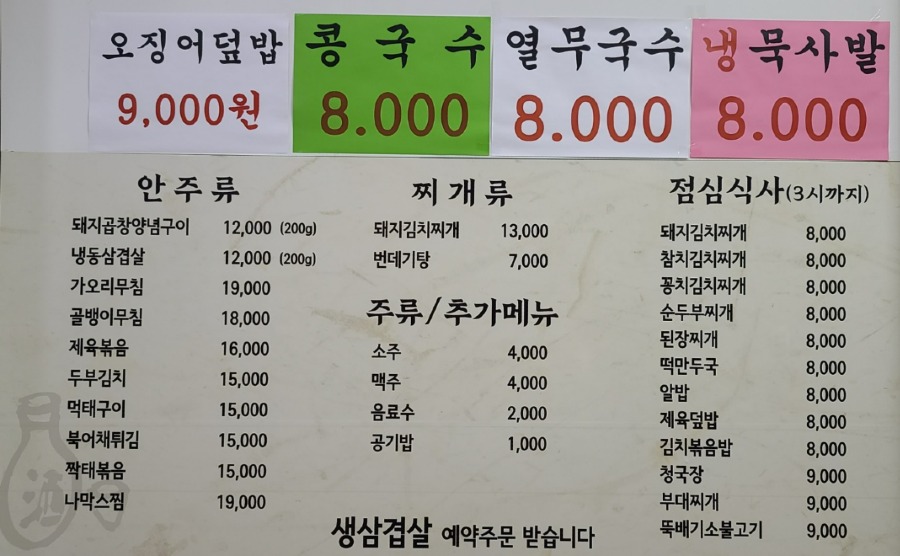 오징어덮밥
9,000원
콩국수
8.000
열무국수
8.000
냉묵사발
8.000
안주류
돼지곱창양념구이 12,000 (200g)
냉동삼겹살 12,000 (200g)
가오리무침 19,000
골뱅이무침 18,000
제육볶음 16,000
두부김치 15,000
먹태구이 15,000
북어채튀김 15,000
짝태볶음 15,000
나막스찜 19,000
酒
찌개류
돼지김치찌개 13,000
번데기탕 7,000
주류/추가메뉴
소주 4,000
맥주 4,000
음료수 2,000
공기밥 1,000
점심식사(3시까지)
돼지김치찌개 8,000
참치김치찌개 8,000
꽁치김치찌개 8,000
순두부찌개 8,000
된장찌개 8,000
떡만두국 8,000
알밥 8,000
제육덮밥 8,000
김치볶음밥 8,000
청국장 9,000
부대찌개 9,000
뚝배기소불고기 9,000
생삼겹살 예약주문 받습니다